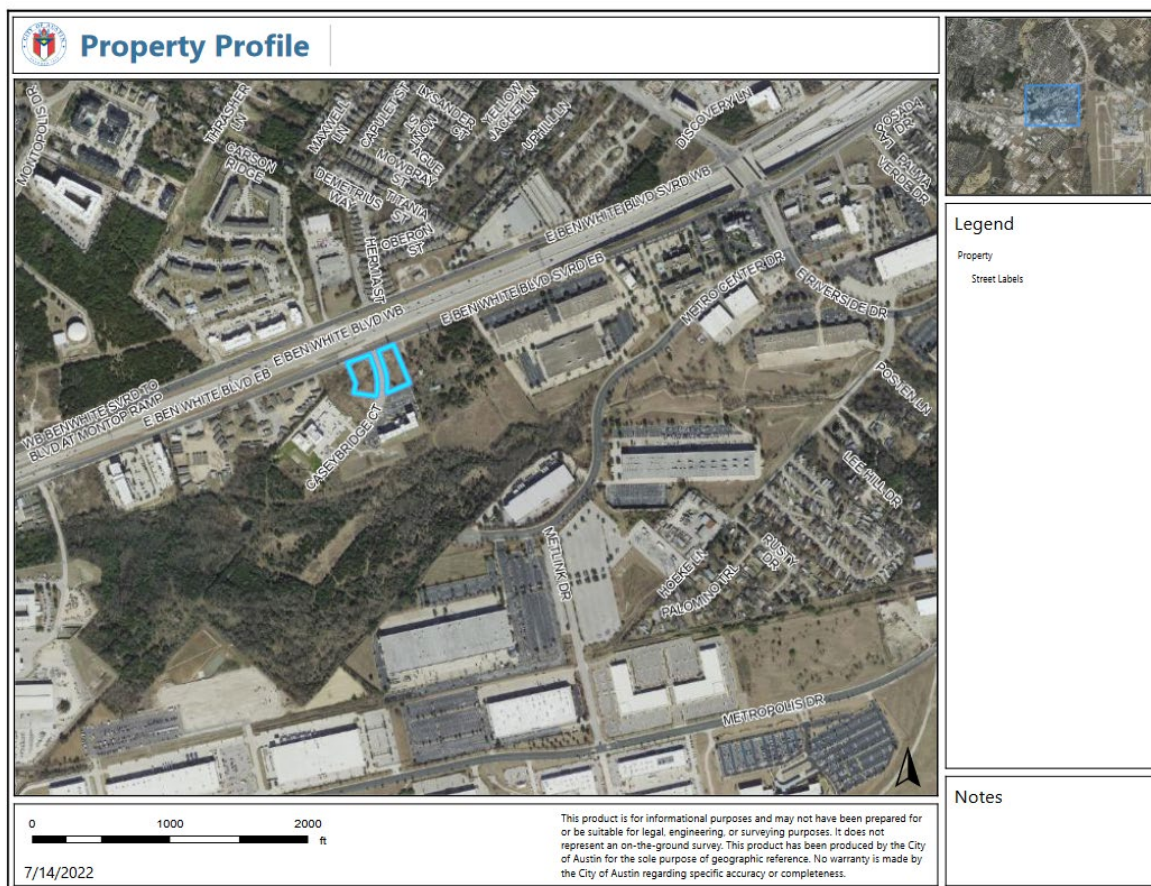 Property Profile
MONTOPOLIS DR
THRASHER
LN
CARSON
RIDGE
MAXWELL
LN
CAPULET ST
LYSANDER
YELLOW
JACKET LN
UPHILL LN
MOWBRAY
ST
DEMETRIUS
WAY
TITANIA
OBERON
ST
HERMIA ST
DISCOVERY LN
E BEN WHITE BLVD SVRD WB
E BEN WHITE BLVD SVRD EB
E BEN WHITE BLVD WB
E BEN WHITE BLVD EB
WB BENWHITE SVRD TO
BLVD AT MONTOP RAMP
LA POSADA
DR
PALMA
VERDE DR
METRO CENTER DR
E RIVERSIDE DR
POSTEN LN
LEE HILL DR
CASEYBRIDGE CT
METLINK DR
HOEKE LN
RUSTY
DR
PALOMINO TRL
METROPOLIS DR
Legend
Property
Street Labels
Notes
0 1000 2000
ft
7/14/2022
This product is for informational purposes and may not have been prepared for
or be suitable for legal, engineering, or surveying purposes. It does not
represent an on-the-ground survey. This product has been produced by the City
of Austin for the sole purpose of geographic reference. No warranty is made by
the City of Austin regarding specific accuracy or completeness.